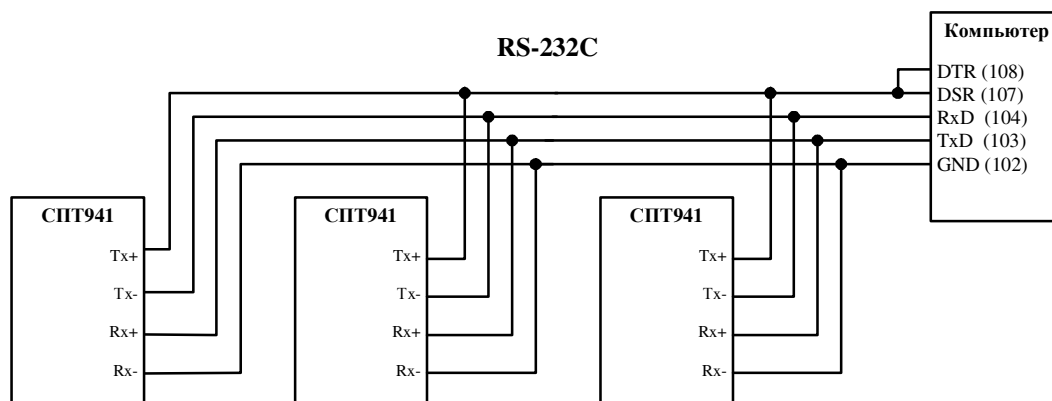 RS-232C
Компьютер
DTR (108)
DSR (107)
RxD (104)
TxD (103)
GND (102)
СПТ941
Tx+
Tx-
Rx+
Rx-
СПТ941
Tx+
Tx-
Rx+
Rx-
СПТ941
Tx+
Tx-
Rx+
Rx-